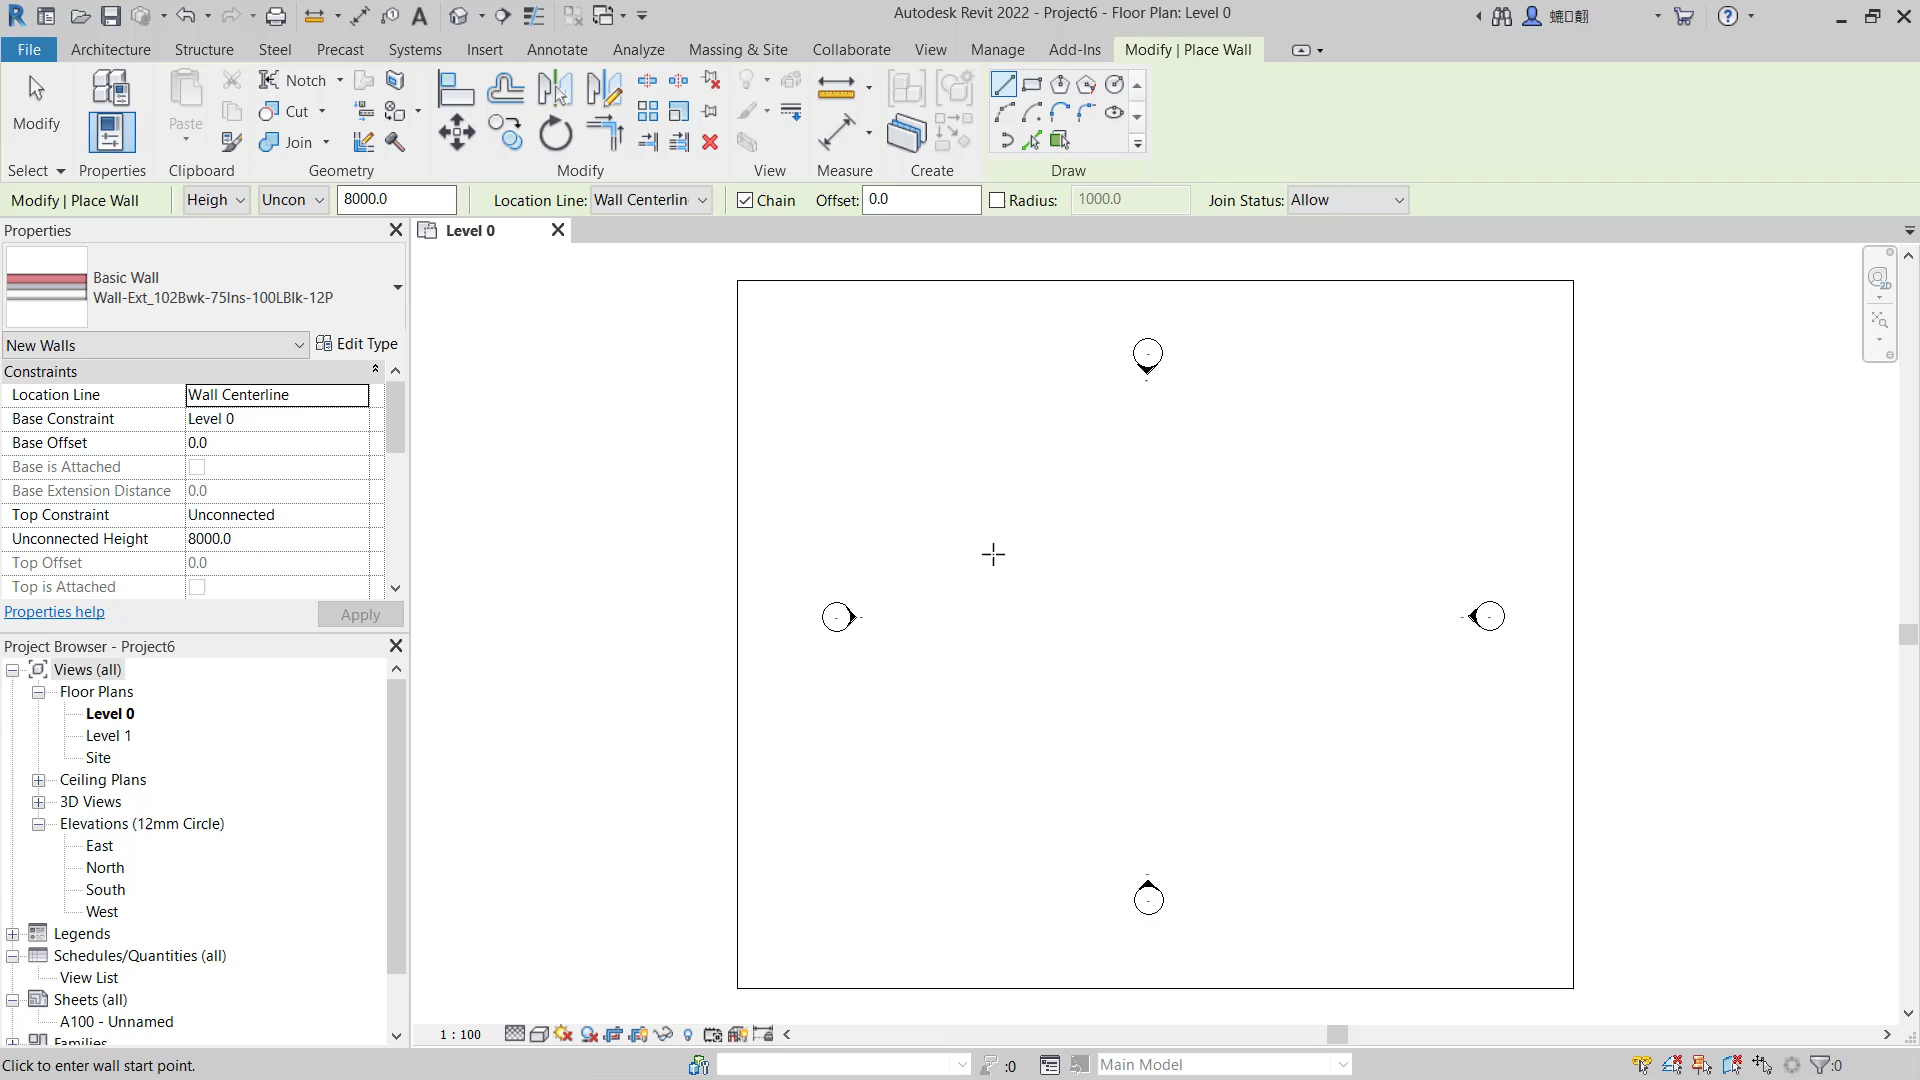 Autodesk Revit 2022 - Project6 - Floor Plan: Level 0
File Architecture Structure Steel Precast Systems Insert Annotate Analyze Massing & Site Collaborate View Manage Add-Ins Modify | Place Wall
Modify
Paste
Notch
Cut
Join
Select Properties Clipboard Geometry Modify View Measure Create Draw
Modify | Place Wall Heigh Uncon 8000.0 Location Line: Wall Centerlin Chain Offset: 0.0 Radius: 1000.0 Join Status: Allow
Properties
Level 0
Basic Wall
Wall-Ext_102Bwk-75Ins-100LBlk-12P
New Walls Edit Type
Constraints
Location Line Wall Centerline
Base Constraint Level 0
Base Offset 0.0
Base is Attached
Base Extension Distance 0.0
Top Constraint Unconnected
Unconnected Height 8000.0
Top Offset 0.0
Top is Attached
Properties help Apply
Project Browser - Project6
Views (all)
Floor Plans
Level 0
Level 1
Site
Ceiling Plans
3D Views
Elevations (12mm Circle)
East
North
South
West
Legends
Schedules/Quantities (all)
View List
Sheets (all)
A100 - Unnamed
Families
1 : 100
Click to enter wall start point.
:0
Main Model
:0
2D